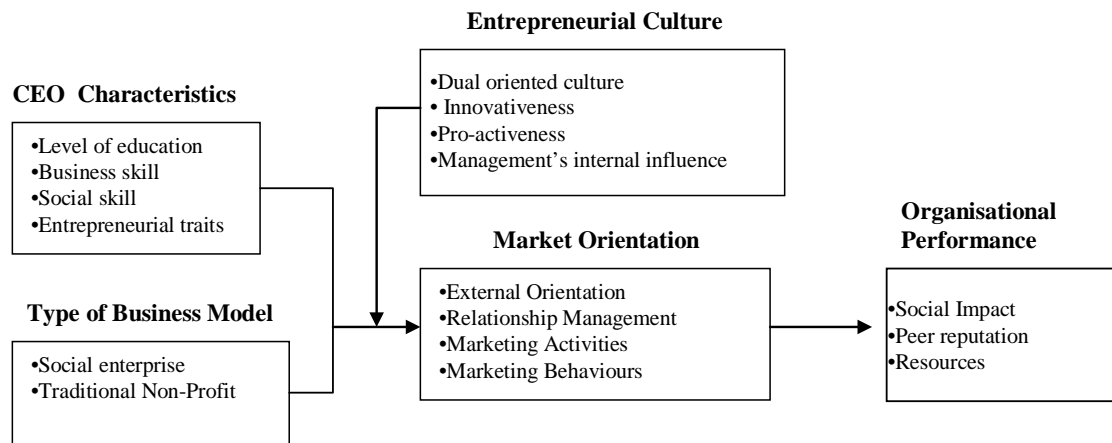 Entrepreneurial Culture
•Dual oriented culture
• Innovativeness
•Pro-activeness
•Management's internal influence
CEO Characteristics
•Level of education
•Business skill
•Social skill
•Entrepreneurial traits
Type of Business Model
•Social enterprise
•Traditional Non-Profit
Market Orientation
•External Orientation
•Relationship Management
•Marketing Activities
•Marketing Behaviours
Organisational
Performance
•Social Impact
•Peer reputation
•Resources